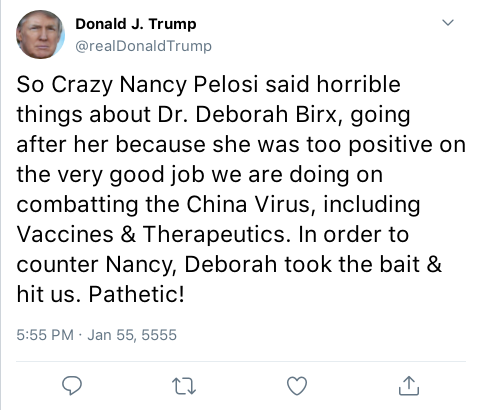 Donald J. Trump
@realDonaldTrump
So Crazy Nancy Pelosi said horrible
things about Dr. Deborah Birx, going
after her because she was too positive on
the very good job we are doing on
combatting the China Virus, including
Vaccines & Therapeutics. In order to
counter Nancy, Deborah took the bait &
hit us. Pathetic!
5:55 PM · Jan 55, 5555